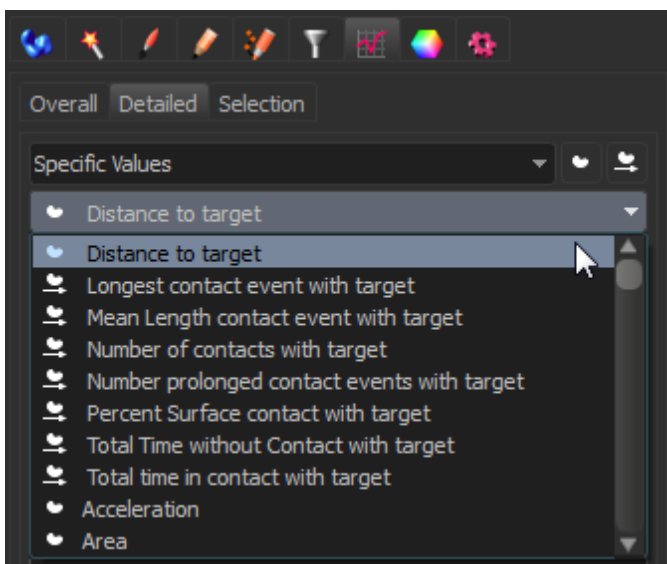 Overall Detailed Selection
Specific Values
Distance to target
Distance to target
Longest contact event with target
Mean Length contact event with target
Number of contacts with target
Number prolonged contact events with target
Percent Surface contact with target
Total Time without Contact with target
Total time in contact with target
Acceleration
Area